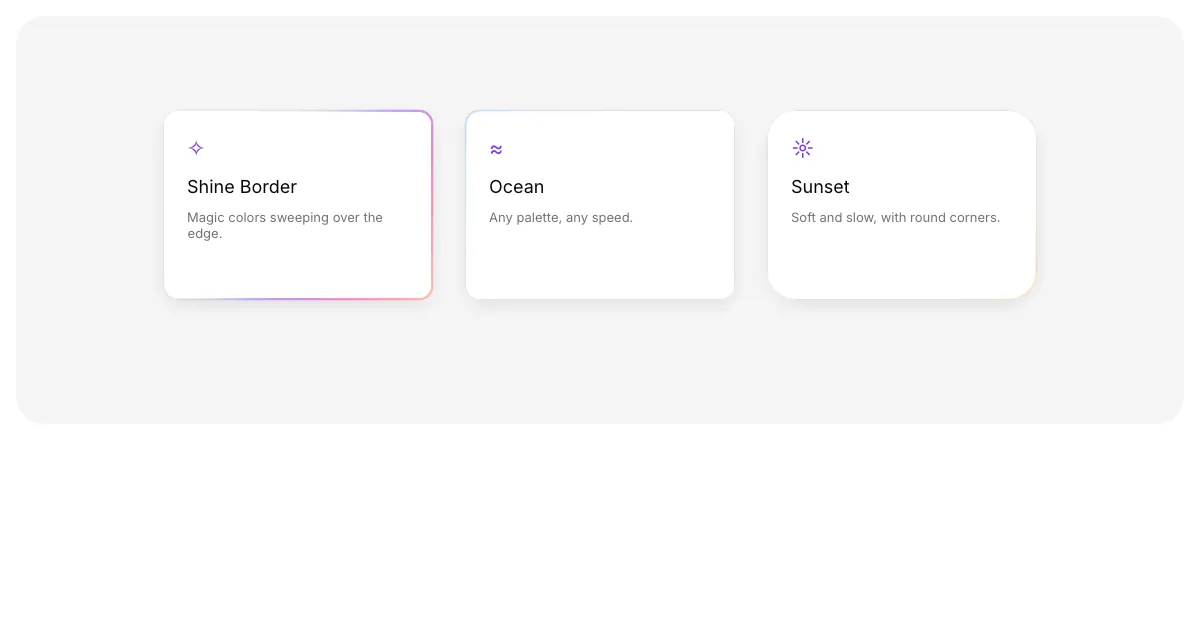 ✧
Shine Border
Magic colors sweeping over the
edge.
≈
Ocean
Any palette, any speed.
☼
Sunset
Soft and slow, with round corners.